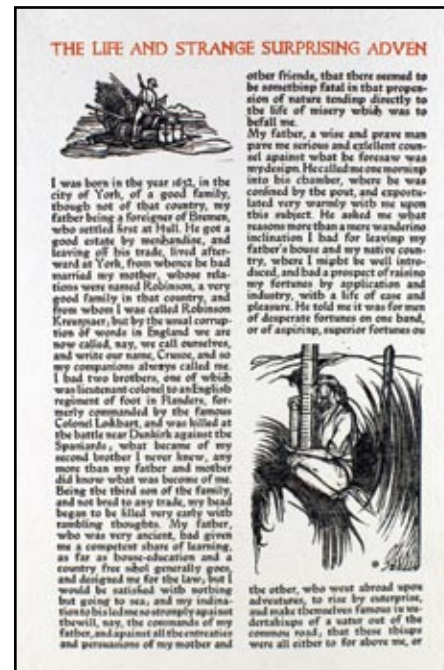 THE LIFE AND STRANGE SURPRISING ADVEN
I was born in the year 1632, in the
city of York, of a good family,
though not of that country, my
father being a foreigner of Bremen,
who settled first at Hull. He got a
good estate by merchandise, and
leaving off his trade, lived after-
ward at York, from whence he had
married my mother, whose rela-
tions were named Robinson, a very
good family in that country, and
from whom I was called Robinson
Kreutznaer; but by the usual corrup-
tion of words in England we are
now called, nay, we call ourselves,
and write our name, Crusoe, and so
my companions always called me.
I had two brothers, one of which
was lieutenant-colonel to an English
regiment of foot in Flanders, for-
merly commanded by the famous
Colonel Lockhart, and was killed at
the battle near Dunkirk against the
Spaniards; what became of my
second brother I never knew, any
more than my father and mother
did know what was become of me.
Being the third son of the family,
and not bred to any trade, my head
began to be filled very early with
rambling thoughts. My father,
who was very ancient, had given
me a competent share of learning,
as far as house-education and a
country free school generally goes,
and designed me for the law; but I
would be satisfied with nothing
but going to sea; and my inclina-
tion to this led me so strongly against
the will, nay, the commands of my
father, and against all the entreaties
and persuasions of my mother and
other friends, that there seemed to
be something fatal in that propen-
sion of nature tending directly to
the life of misery which was to
befall me.
My father, a wise and grave man
gave me serious and excellent coun-
sel against what he foresaw was
my design. He called me one morning
into his chamber, where he was
confined by the gout, and expostu-
lated very warmly with me upon
this subject. He asked me what
reasons more than a mere wandering
inclination I had for leaving my
father's house and my native coun-
try, where I might be well intro-
duced, and had a prospect of raising
my fortunes by application and
industry, with a life of ease and
pleasure. He told me it was for men
of desperate fortunes on one hand,
or of aspiring, superior fortunes on
the other, who went abroad upon
adventures, to rise by enterprise,
and make themselves famous in un-
dertakings of a nature out of the
common road; that these things
were all either to far above me, or